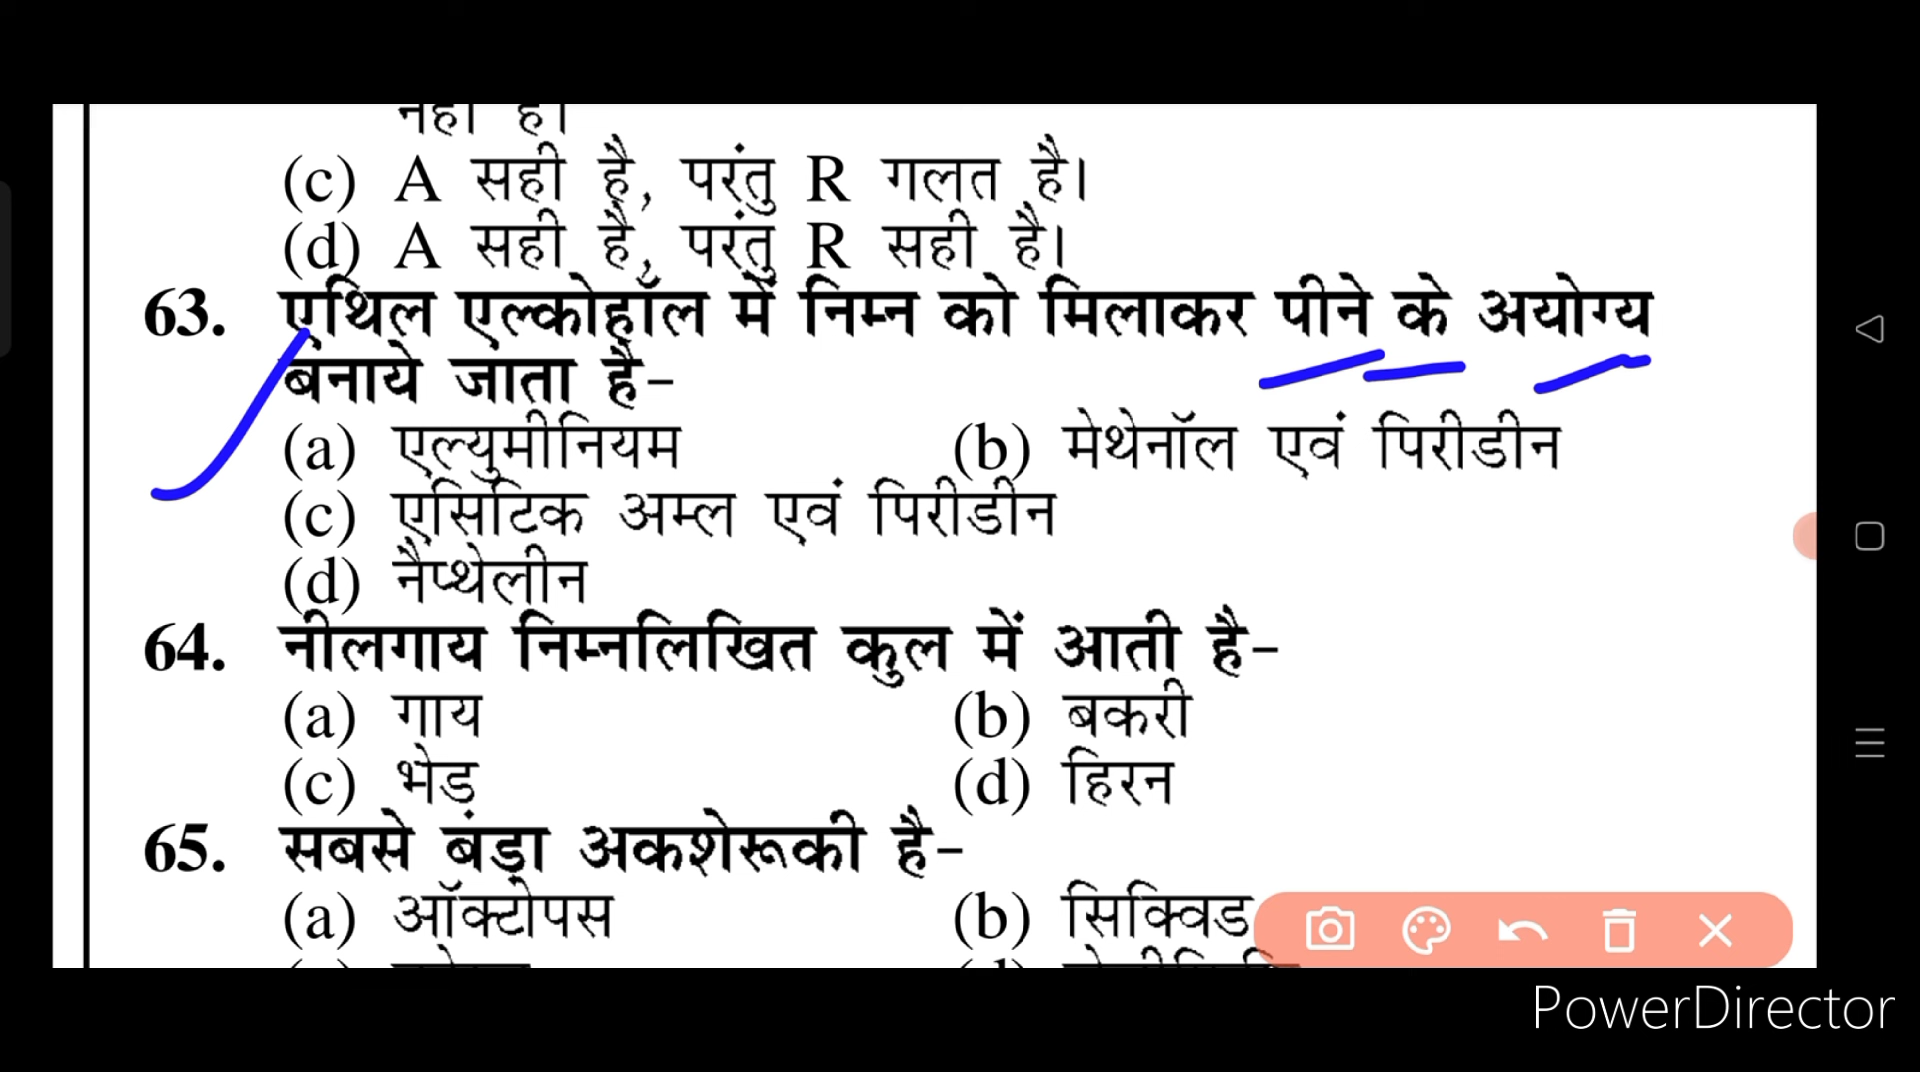 नहीं है।
(c) A सही है, परंतु R गलत है।
(d) A सही है, परंतु R सही है।
63. एथिल एल्कोहॉल में निम्न को मिलाकर पीने के अयोग्य
बनाये जाता है-
(a) एल्युमीनियम (b) मेथेनॉल एवं पिरीडीन
(c) एसिटिक अम्ल एवं पिरीडीन
(d) नैप्थेलीन
64. नीलगाय निम्नलिखित कुल में आती है-
(a) गाय (b) बकरी
(c) भेड़ (d) हिरन
65. सबसे बंड़ा अकशेरूकी है-
(a) ऑक्टोपस (b) सिक्विड
PowerDirector